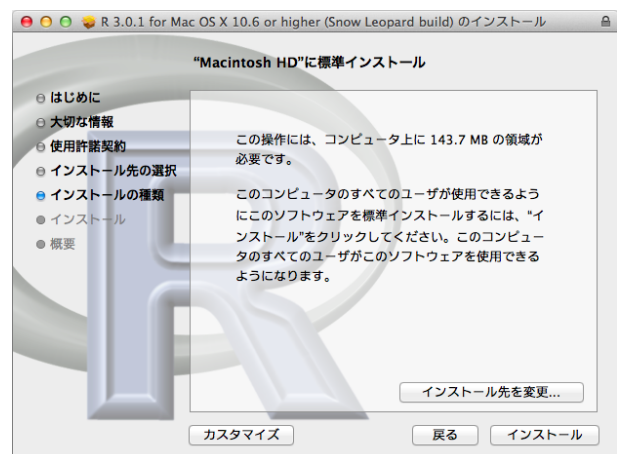 R 3.0.1 for Mac OS X 10.6 or higher (Snow Leopard build) のインストール
“Macintosh HD”に標準インストール
はじめに
大切な情報
使用許諾契約
インストール先の選択
インストールの種類
インストール
概要
この操作には、コンピュータ上に 143.7 MB の領域が
必要です。
このコンピュータのすべてのユーザが使用できるよう
にこのソフトウェアを標準インストールするには、“イ
ンストール”をクリックしてください。このコンピュー
タのすべてのユーザがこのソフトウェアを使用できる
ようになります。
インストール先を変更...
カスタマイズ
戻る
インストール
R